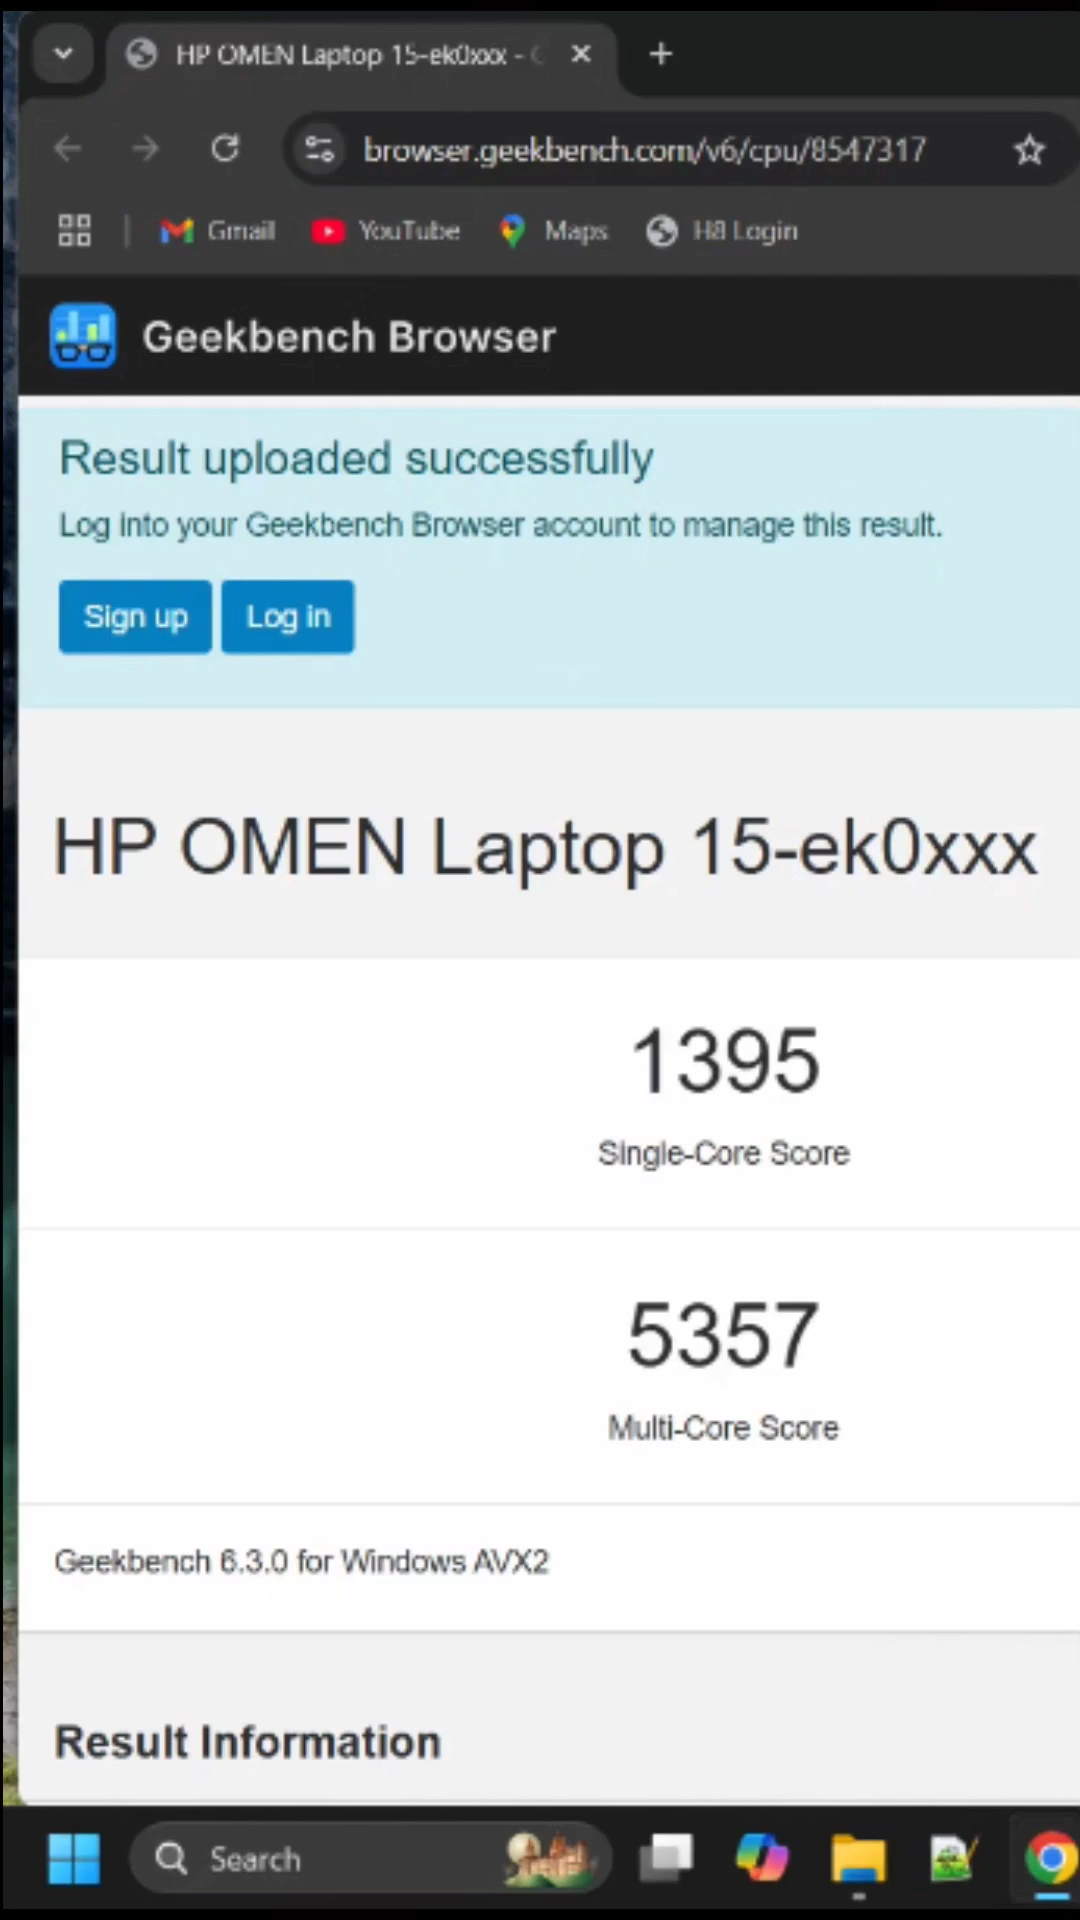 HP OMEN Laptop 15-ek0xxx -
browser.geekbench.com/v6/cpu/8547317
Gmail YouTube Maps H8 Login
Geekbench Browser
Result uploaded successfully
Log into your Geekbench Browser account to manage this result.
Sign up Log in
HP OMEN Laptop 15-ek0xxx
1395
Single-Core Score
5357
Multi-Core Score
Geekbench 6.3.0 for Windows AVX2
Result Information
Search